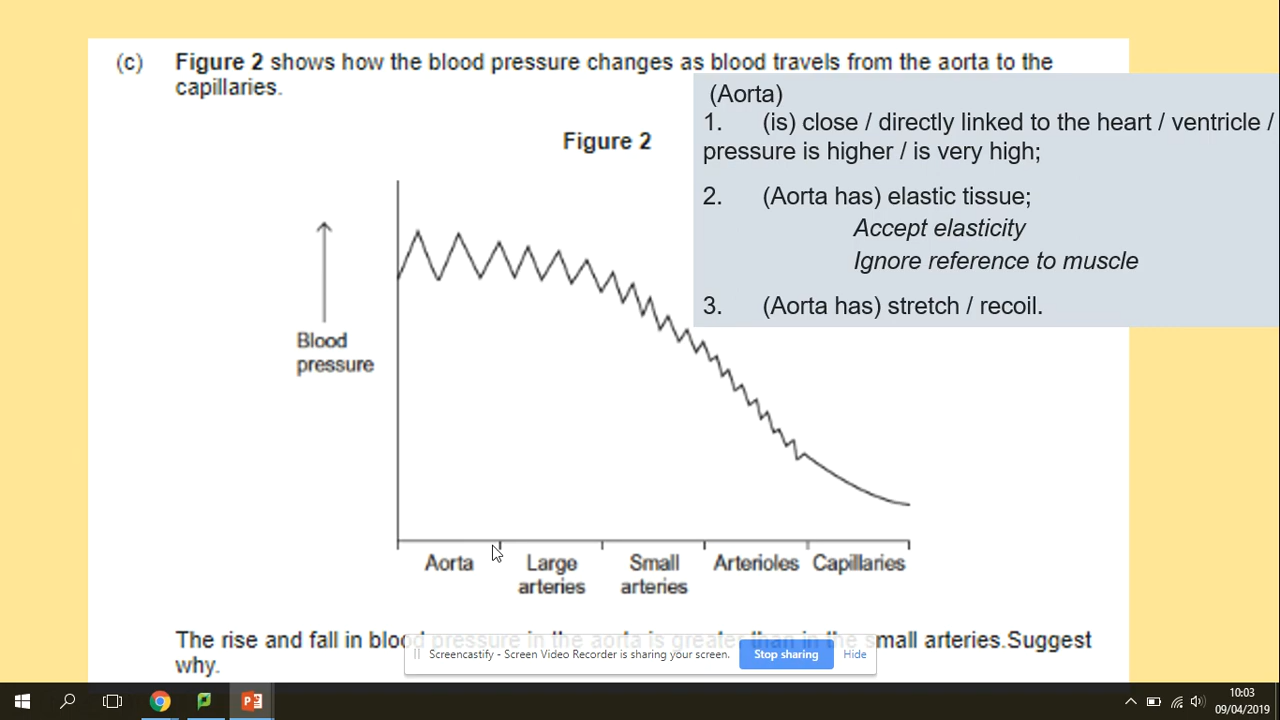 (c) Figure 2 shows how the blood pressure changes as blood travels from the aorta to the
capillaries.
(Aorta)
1. (is) close / directly linked to the heart / ventricle /
pressure is higher / is very high;
2. (Aorta has) elastic tissue;
Accept elasticity
Ignore reference to muscle
3. (Aorta has) stretch / recoil.
Figure 2
Blood
pressure
Aorta
Large
arteries
Small
arteries
Arterioles
Capillaries
The rise and fall in blood pressure in the aorta is greater than in the small arteries.Suggest
why.
Screencastify - Screen Video Recorder is sharing your screen.
Stop sharing
Hide
10:03
09/04/2019